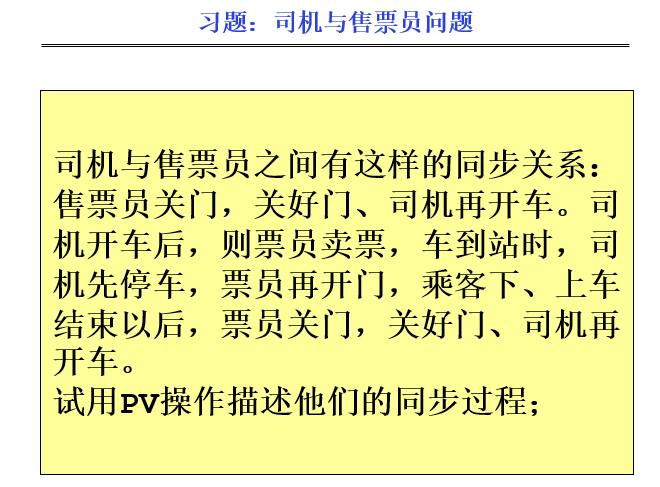 习题：司机与售票员问题
司机与售票员之间有这样的同步关系：
售票员关门，关好门、司机再开车。司
机开车后，则票员卖票，车到站时，司
机先停车，票员再开门，乘客下、上车
结束以后，票员关门，关好门、司机再
开车。
试用PV操作描述他们的同步过程；